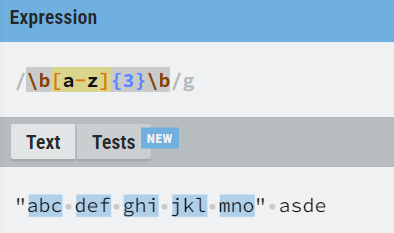 Expression
/\b[a-z]{3}\b/g
Text Tests NEW
"abc def ghi jkl mno" asde